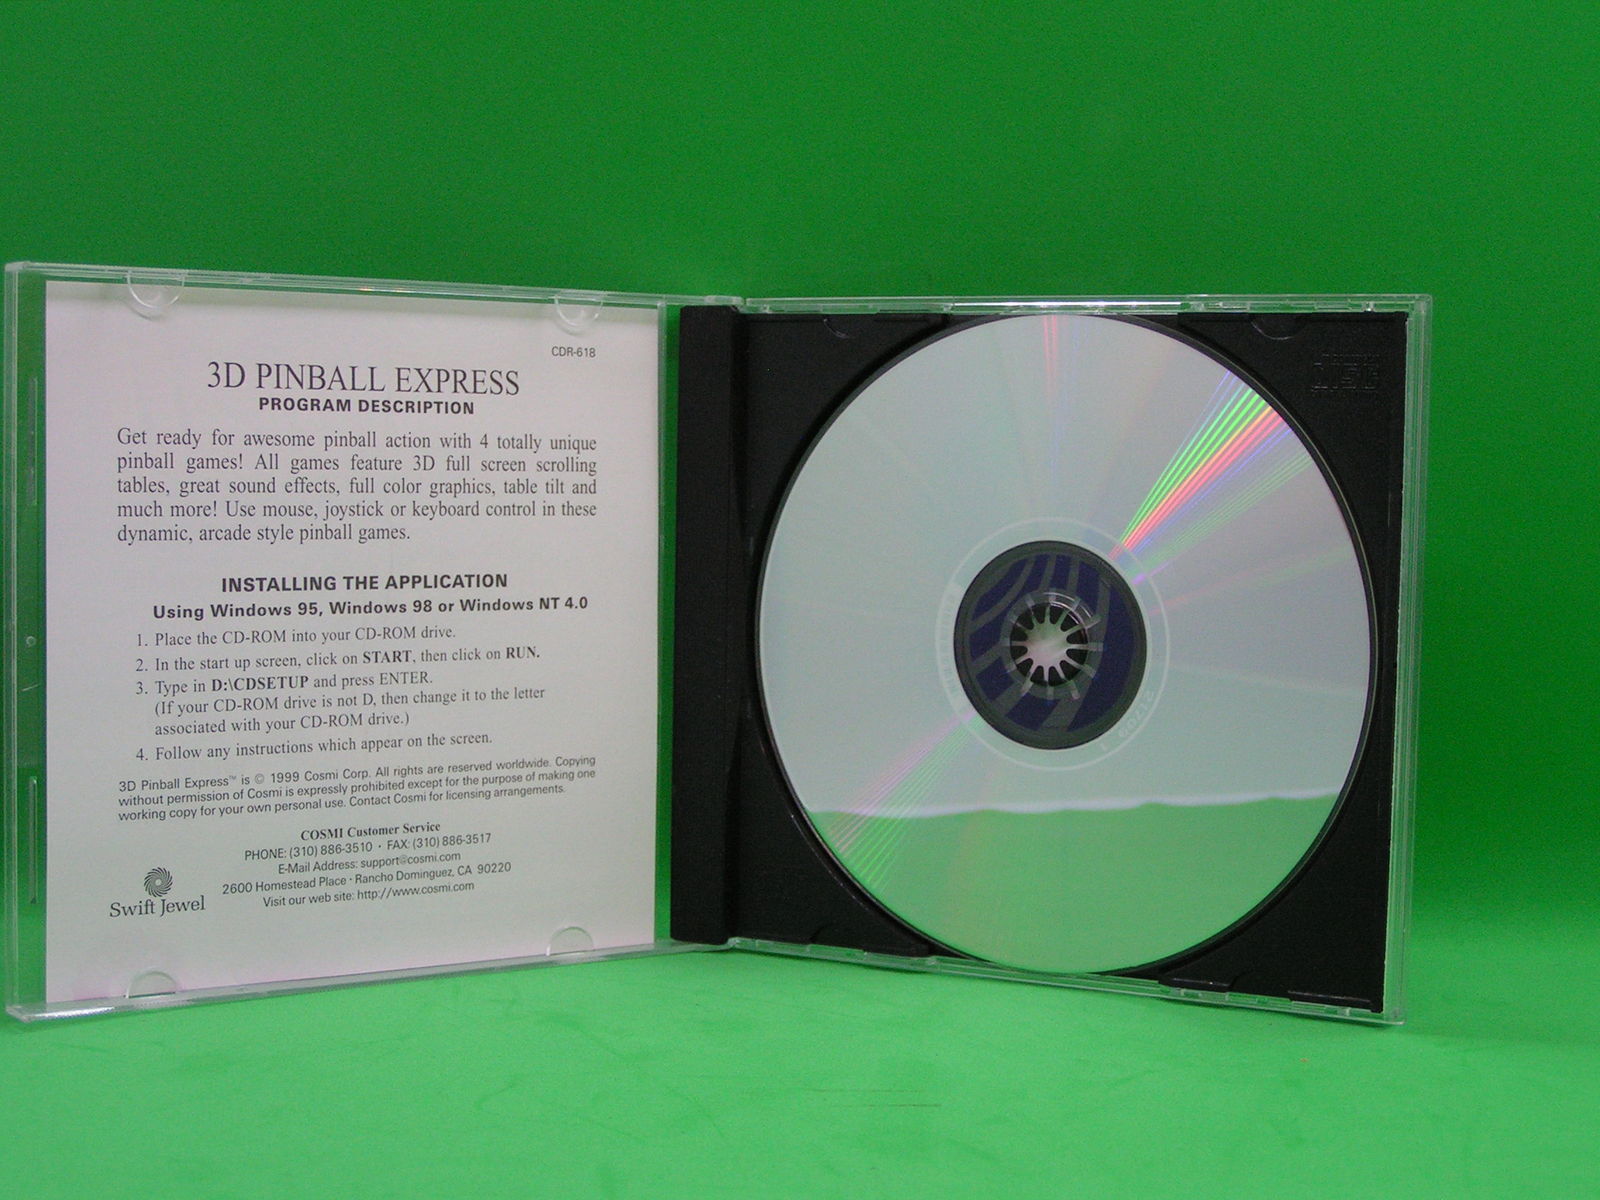 CDR-618
3D PINBALL EXPRESS
PROGRAM DESCRIPTION
Get ready for awesome pinball action with 4 totally unique
pinball games! All games feature 3D full screen scrolling
tables, great sound effects, full color graphics, table tilt and
much more! Use mouse, joystick or keyboard control in these
dynamic, arcade style pinball games.
INSTALLING THE APPLICATION
Using Windows 95, Windows 98 or Windows NT 4.0
1. Place the CD-ROM into your CD-ROM drive.
2. In the start up screen, click on START, then click on RUN.
3. Type in D:\CDSETUP and press ENTER.
(If your CD-ROM drive is not D, then change it to the letter
associated with your CD-ROM drive.)
4. Follow any instructions which appear on the screen.
3D Pinball Express™ is © 1999 Cosmi Corp. All rights are reserved worldwide. Copying
without permission of Cosmi is expressly prohibited except for the purpose of making one
working copy for your own personal use. Contact Cosmi for licensing arrangements.
COSMI Customer Service
PHONE: (310) 886-3510 · FAX: (310) 886-3517
E-Mail Address: support@cosmi.com
2600 Homestead Place · Rancho Dominguez, CA 90220
Visit our web site: http://www.cosmi.com
Swift Jewel
DISC